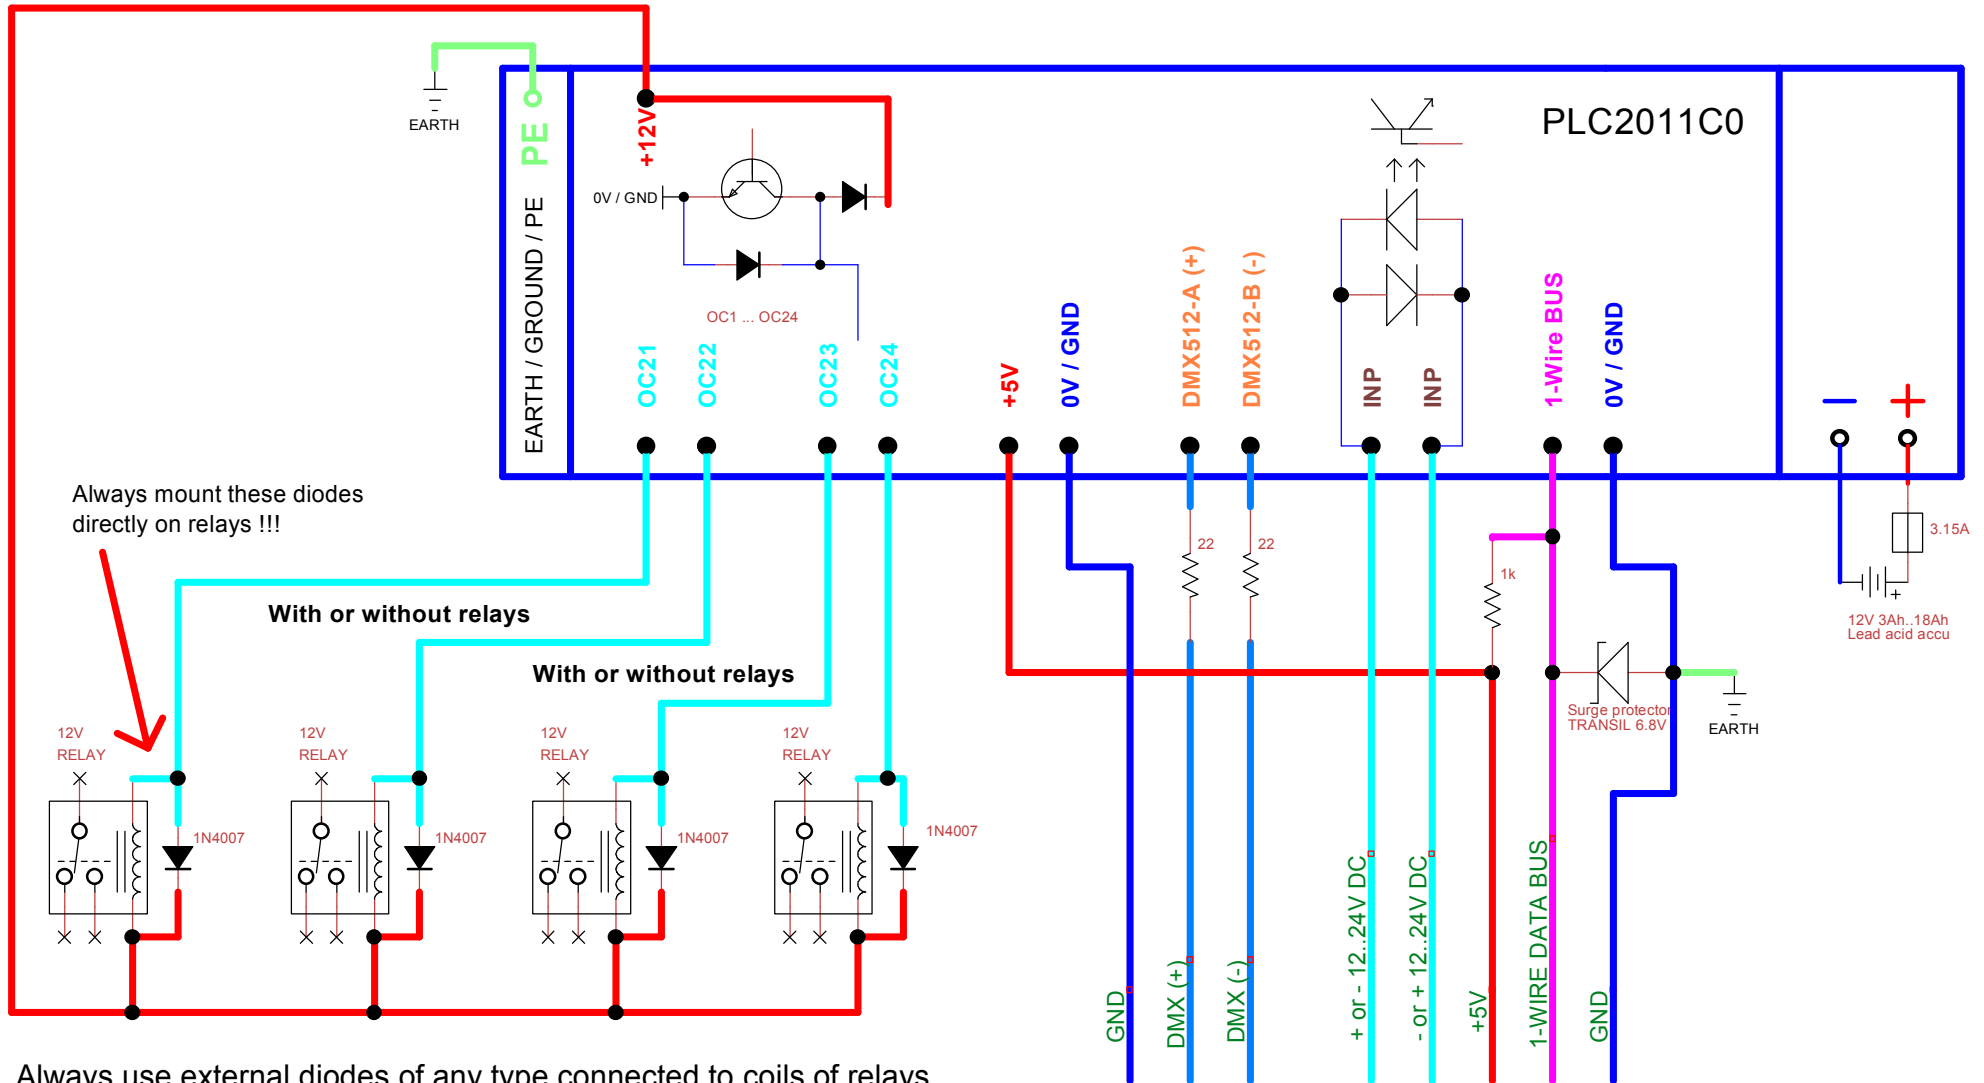 EARTH
PE
EARTH / GROUND / PE
+12V
0V / GND
OC1 ... OC24
PLC2011C0
OC21
OC22
OC23
OC24
+5V
0V / GND
DMX512-A (+)
DMX512-B (-)
INP
INP
1-Wire BUS
0V / GND
Always mount these diodes
directly on relays !!!
With or without relays
With or without relays
22
22
1k
3.15A
+
12V 3Ah..18Ah
Lead acid accu
Surge protector
TRANSIL 6.8V
EARTH
12V
RELAY
1N4007
12V
RELAY
1N4007
12V
RELAY
1N4007
12V
RELAY
1N4007
GND
DMX (+)
DMX (-)
+ or - 12..24V DC
- or + 12..24V DC
+5V
1-WIRE DATA BUS
GND
Always use external diodes of any type connected to coils of relays